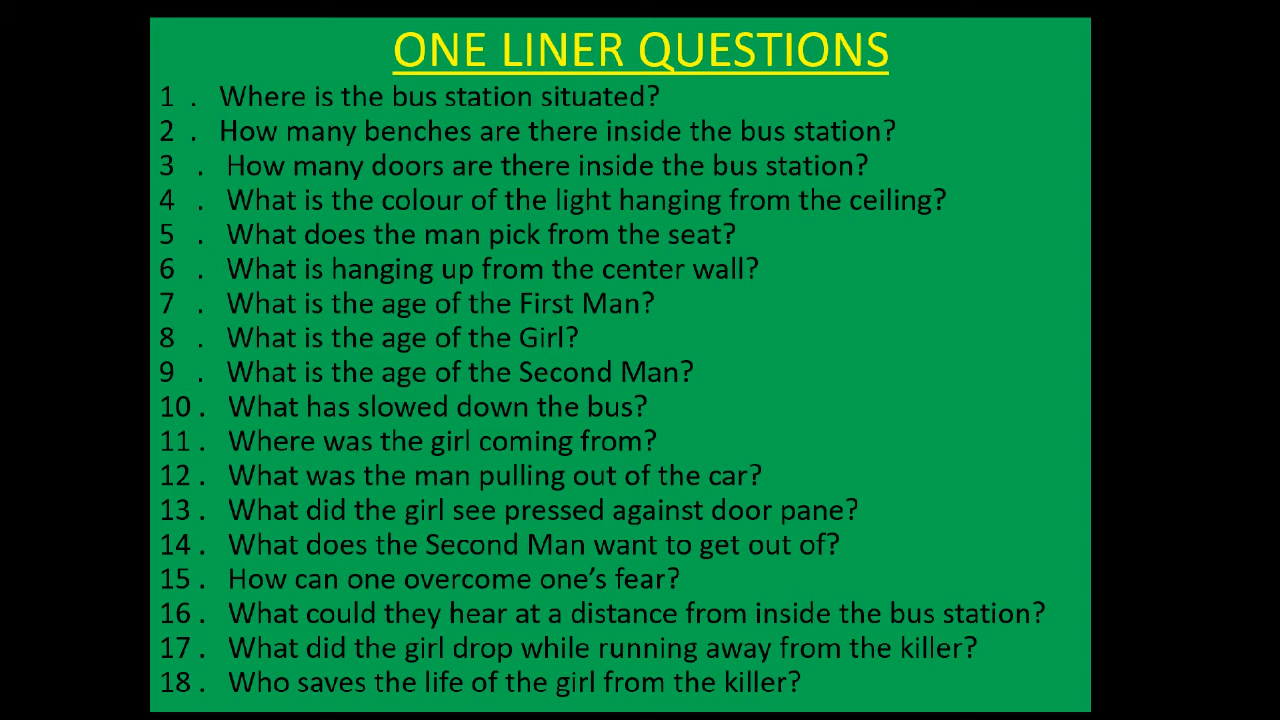 ONE LINER QUESTIONS
1 . Where is the bus station situated?
2 . How many benches are there inside the bus station?
3 . How many doors are there inside the bus station?
4 . What is the colour of the light hanging from the ceiling?
5 . What does the man pick from the seat?
6 . What is hanging up from the center wall?
7 . What is the age of the First Man?
8 . What is the age of the Girl?
9 . What is the age of the Second Man?
10 . What has slowed down the bus?
11 . Where was the girl coming from?
12 . What was the man pulling out of the car?
13 . What did the girl see pressed against door pane?
14 . What does the Second Man want to get out of?
15 . How can one overcome one's fear?
16 . What could they hear at a distance from inside the bus station?
17 . What did the girl drop while running away from the killer?
18 . Who saves the life of the girl from the killer?